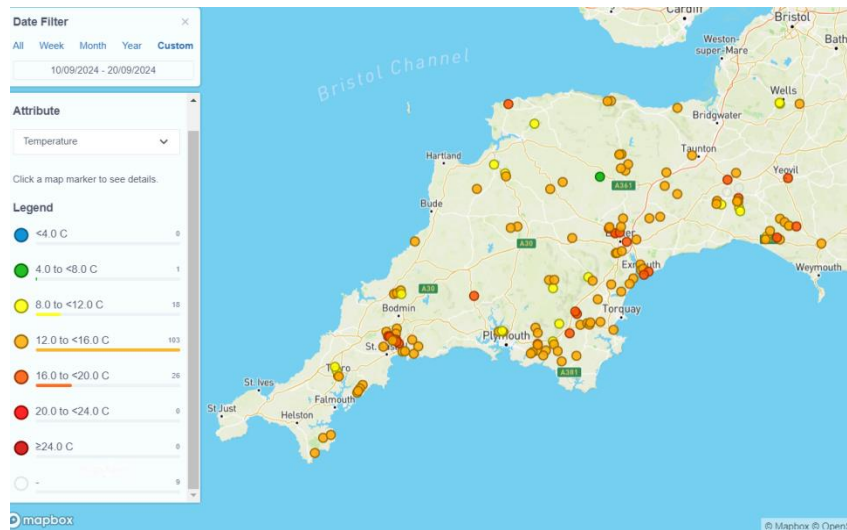 Date Filter
×
All Week Month Year Custom
10/09/2024 - 20/09/2024
Attribute
Temperature
Click a map marker to see details.
Legend
<4.0 C 0
4.0 to <8.0 C 1
8.0 to <12.0 C 18
12.0 to <16.0 C 103
16.0 to <20.0 C 26
20.0 to <24.0 C 0
≥24.0 C 0
- 9
mapbox
Cardiff
Bristol
Weston-
super-Mare
Bath
Bristol Channel
Wells
Bridgwater
Hartland
Taunton
Yeovil
A361
Bude
A30
Exmouth
Weymouth
A30
Bodmin
Torquay
Plymouth
St.
A381
Truro
St. Ives
Falmouth
St Just
Helston
© Mapbox © OpenS